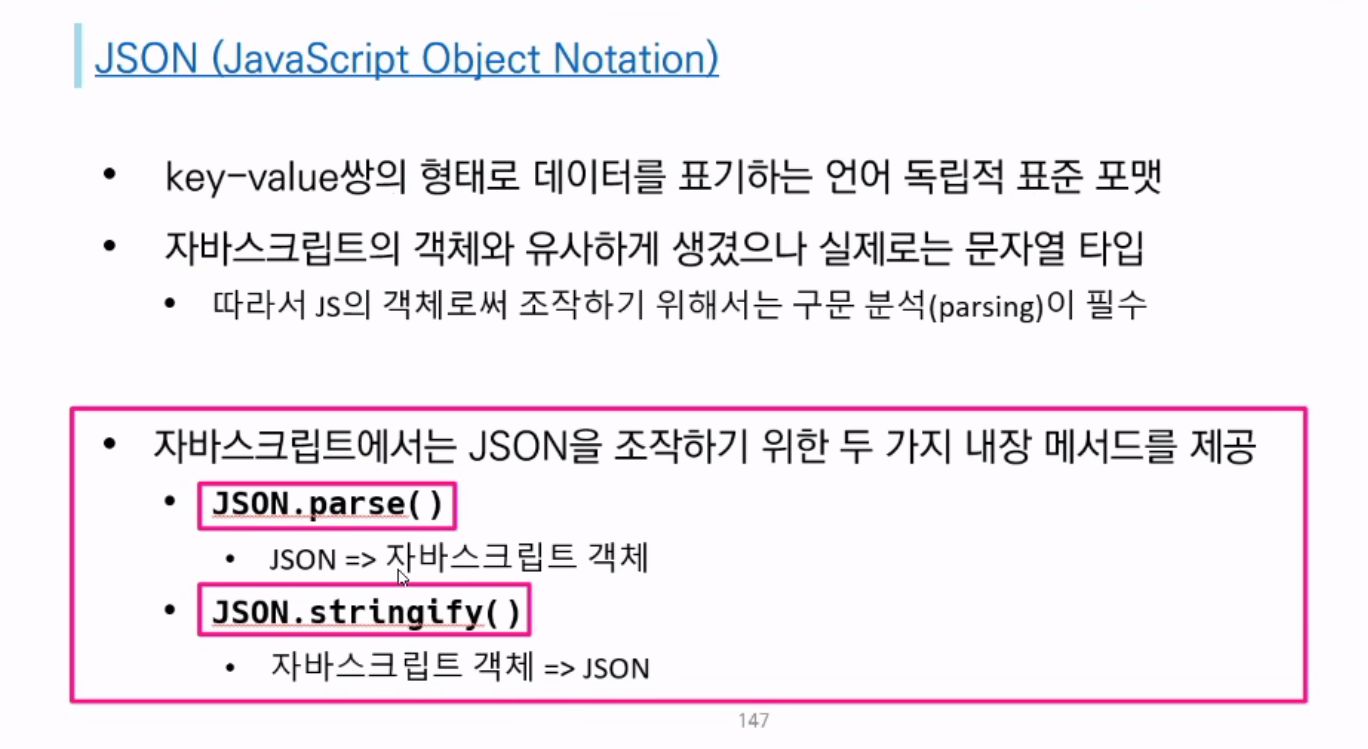 JSON (JavaScript Object Notation)
• key-value쌍의 형태로 데이터를 표기하는 언어 독립적 표준 포맷
• 자바스크립트의 객체와 유사하게 생겼으나 실제로는 문자열 타입
• 따라서 JS의 객체로써 조작하기 위해서는 구문 분석(parsing)이 필수
• 자바스크립트에서는 JSON을 조작하기 위한 두 가지 내장 메서드를 제공
• JSON.parse()
• JSON => 자바스크립트 객체
• JSON.stringify()
• 자바스크립트 객체 => JSON
147